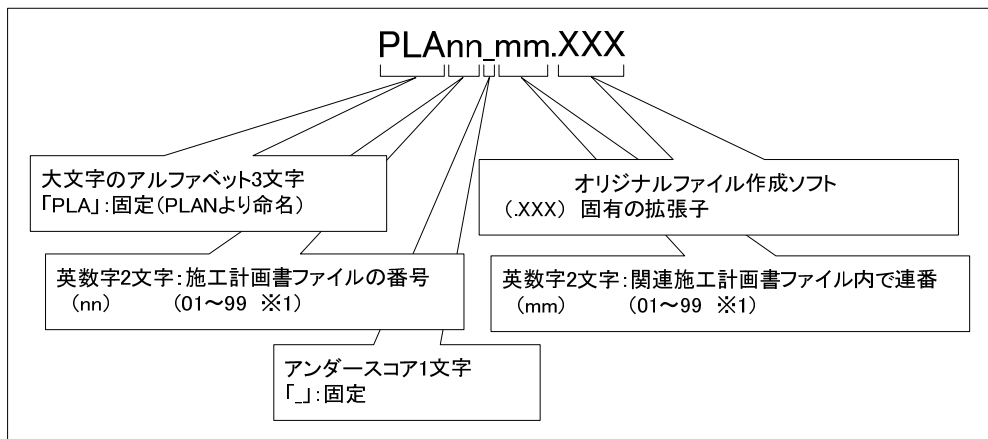 PLAnn_mm.XXX
大文字のアルファベット3文字
「PLA」:固定(PLANより命名)
オリジナルファイル作成ソフト
(.XXX) 固有の拡張子
英数字2文字:施工計画書ファイルの番号
(nn) (01～99 ※1)
英数字2文字:関連施工計画書ファイル内で連番
(mm) (01～99 ※1)
アンダースコア1文字
「_」:固定